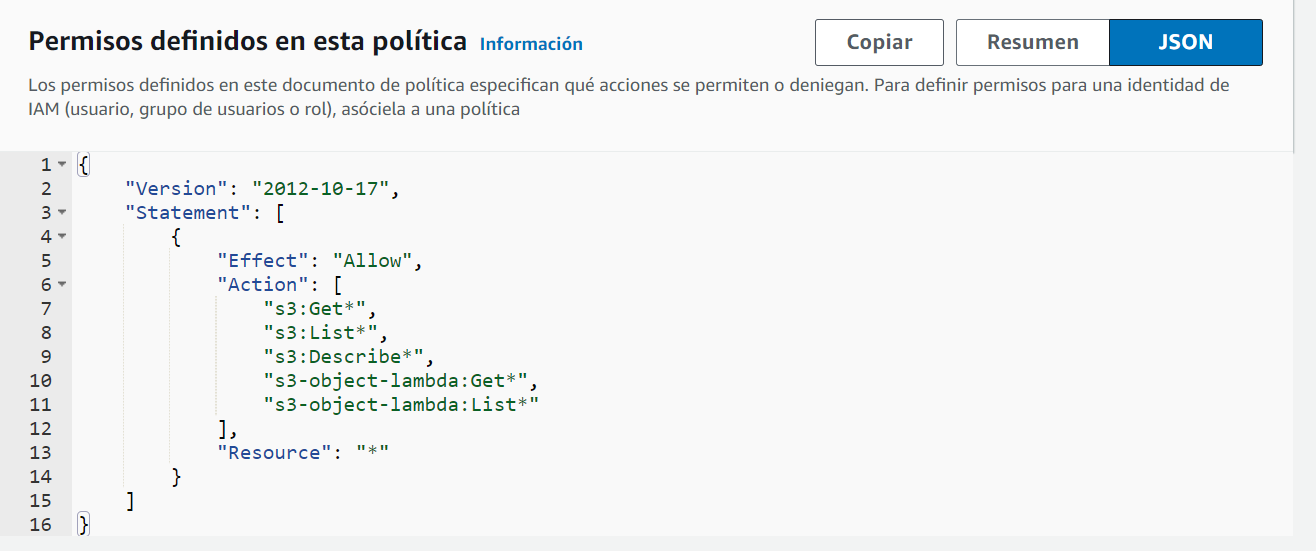 Permisos definidos en esta política Información
Copiar Resumen JSON
Los permisos definidos en este documento de política especifican qué acciones se permiten o deniegan. Para definir permisos para una identidad de
IAM (usuario, grupo de usuarios o rol), asóciela a una política
1 {
2     "Version": "2012-10-17",
3     "Statement": [
4         {
5             "Effect": "Allow",
6             "Action": [
7                 "s3:Get*",
8                 "s3:List*",
9                 "s3:Describe*",
10                 "s3-object-lambda:Get*",
11                 "s3-object-lambda:List*"
12             ],
13             "Resource": "*"
14         }
15     ]
16 }